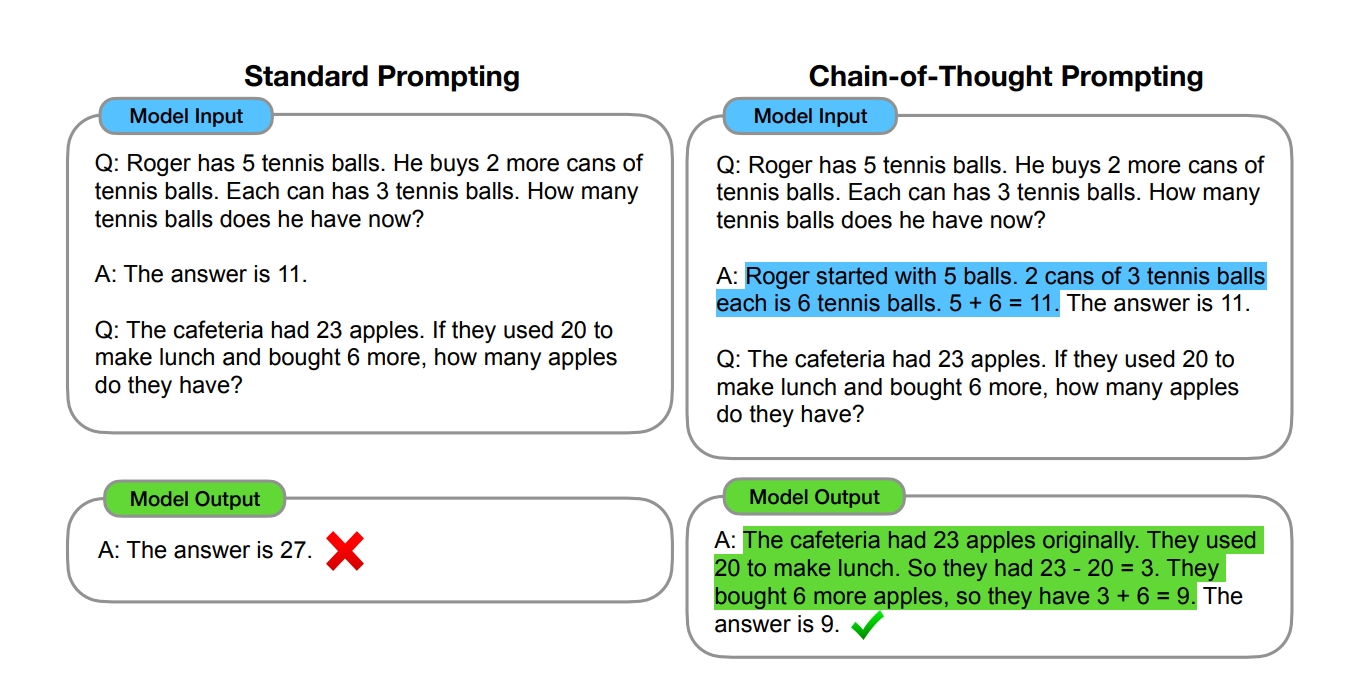 Standard Prompting
Model Input
Q: Roger has 5 tennis balls. He buys 2 more cans of
tennis balls. Each can has 3 tennis balls. How many
tennis balls does he have now?
A: The answer is 11.
Q: The cafeteria had 23 apples. If they used 20 to
make lunch and bought 6 more, how many apples
do they have?
Model Output
A: The answer is 27.
Chain-of-Thought Prompting
Model Input
Q: Roger has 5 tennis balls. He buys 2 more cans of
tennis balls. Each can has 3 tennis balls. How many
tennis balls does he have now?
A: Roger started with 5 balls. 2 cans of 3 tennis balls
each is 6 tennis balls. 5 + 6 = 11. The answer is 11.
Q: The cafeteria had 23 apples. If they used 20 to
make lunch and bought 6 more, how many apples
do they have?
Model Output
A: The cafeteria had 23 apples originally. They used
20 to make lunch. So they had 23 - 20 = 3. They
bought 6 more apples, so they have 3 + 6 = 9. The
answer is 9.